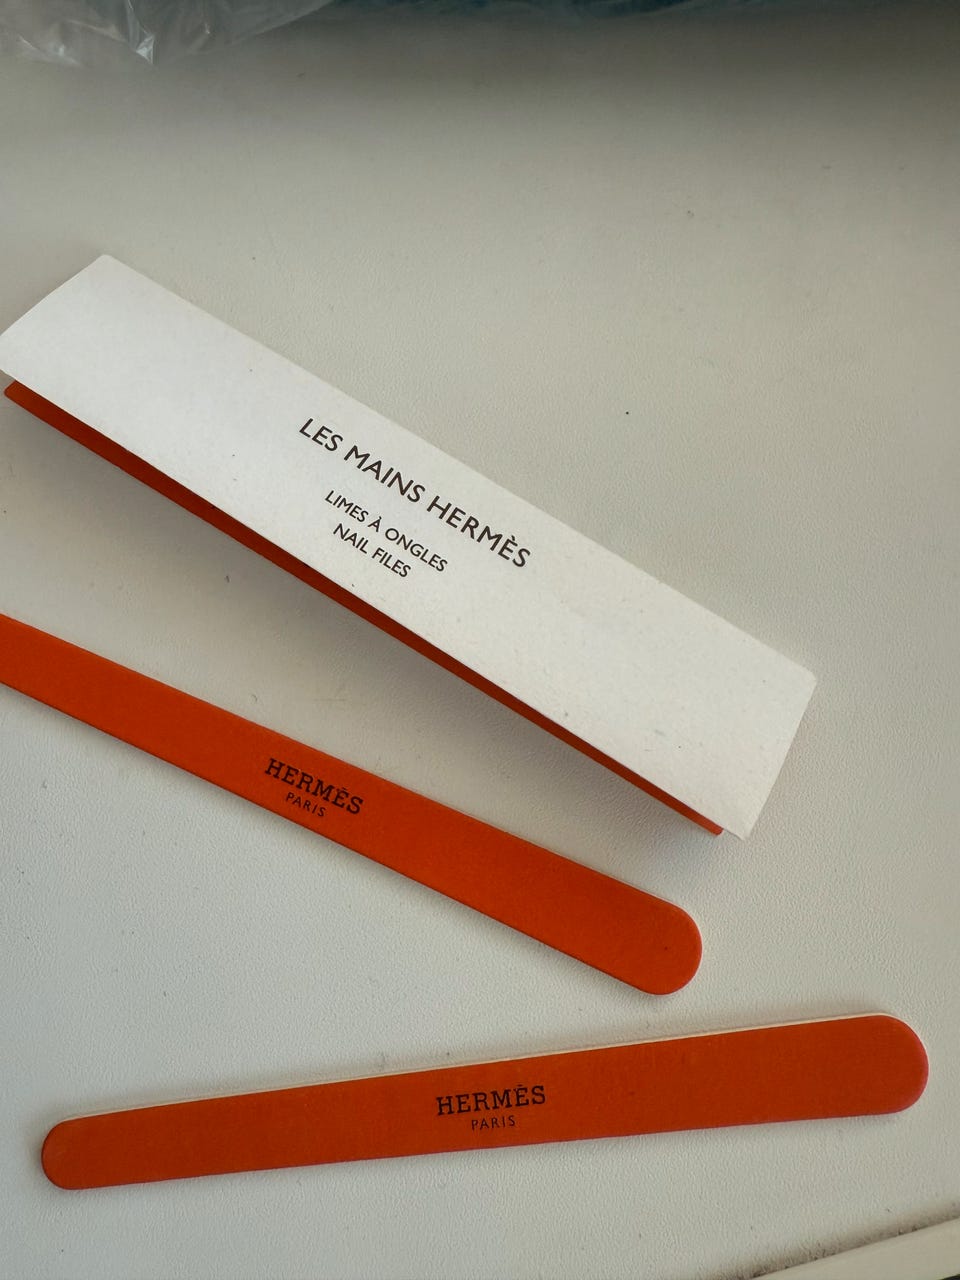 LES MAINS HERMÈS
LIMES À ONGLES
NAIL FILES
HERMÈS
PARIS
HERMÈS
PARIS